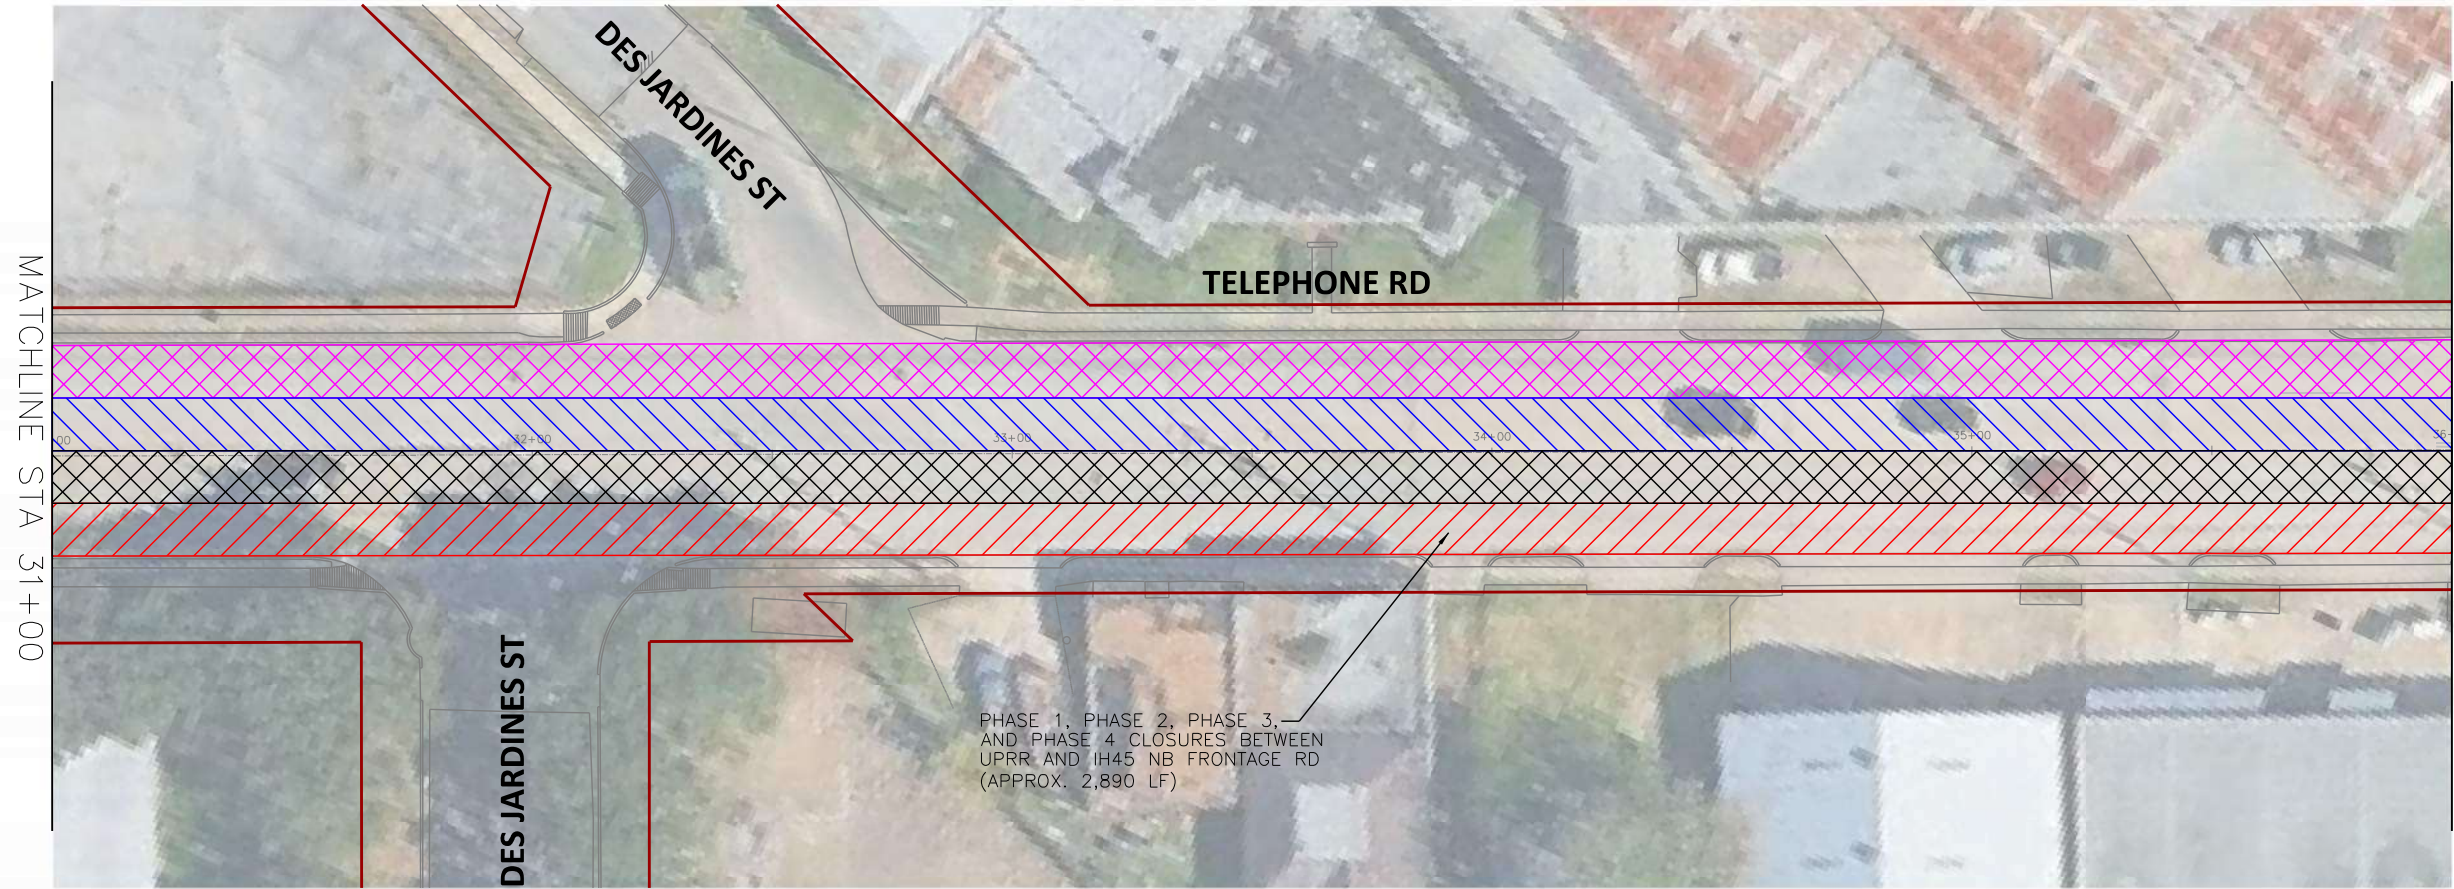 DES JARDINES ST
TELEPHONE RD
MATCHLINE STA 31+00
00
32+00
33+00
34+00
35+00
36-
PHASE 1, PHASE 2, PHASE 3,
AND PHASE 4 CLOSURES BETWEEN
UPRR AND IH45 NB FRONTAGE RD
(APPROX. 2,890 LF)
DES JARDINES ST